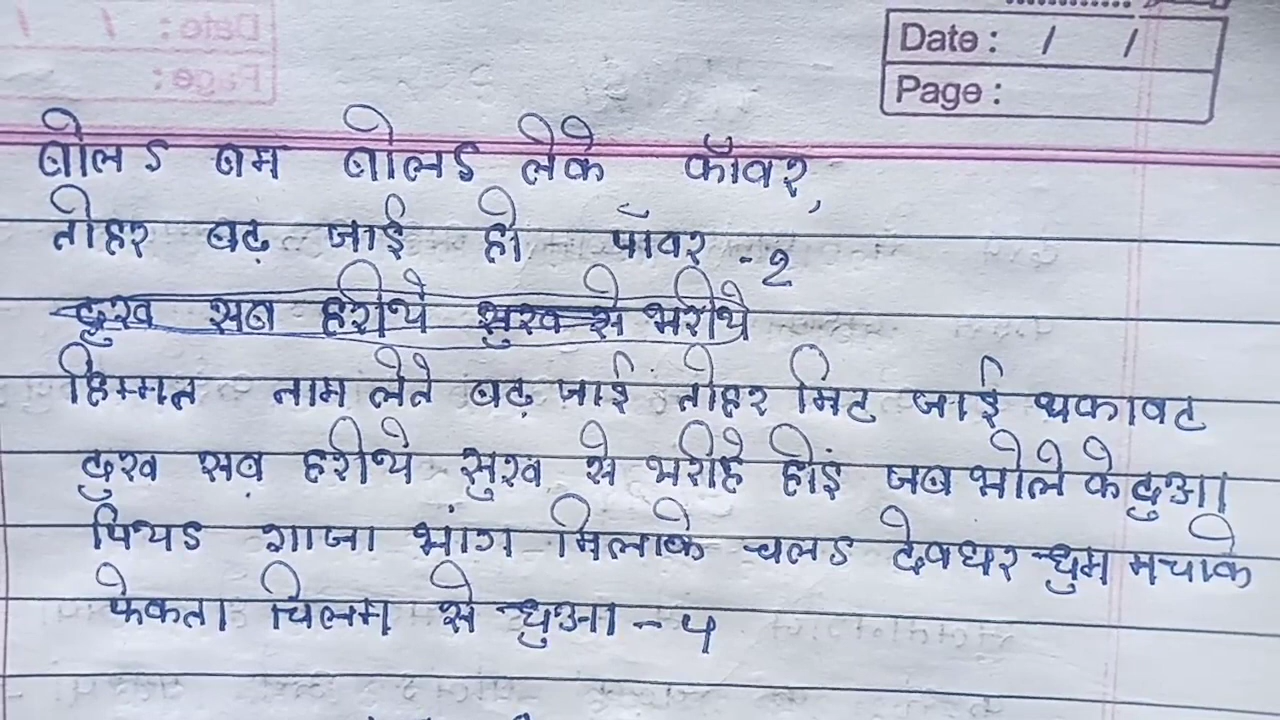 Date: / /
Page:
बोल ऽ बम बोलऽ लेके कॉवर,
तोहर बढ़ जाई हो पॉवर -2
दुख सब हरीये सुख से भरीये
हिम्मत नाम लेते बढ़ जाई तोहर मिट जाई थकावट
दुख सब हरीये सुख से भरीहे होइं जब भोले के दुआ
पियऽ गाजा भांग मिलाके चलऽ देवघर धुम मचाके
फेकता चिलम से धुआ - 4